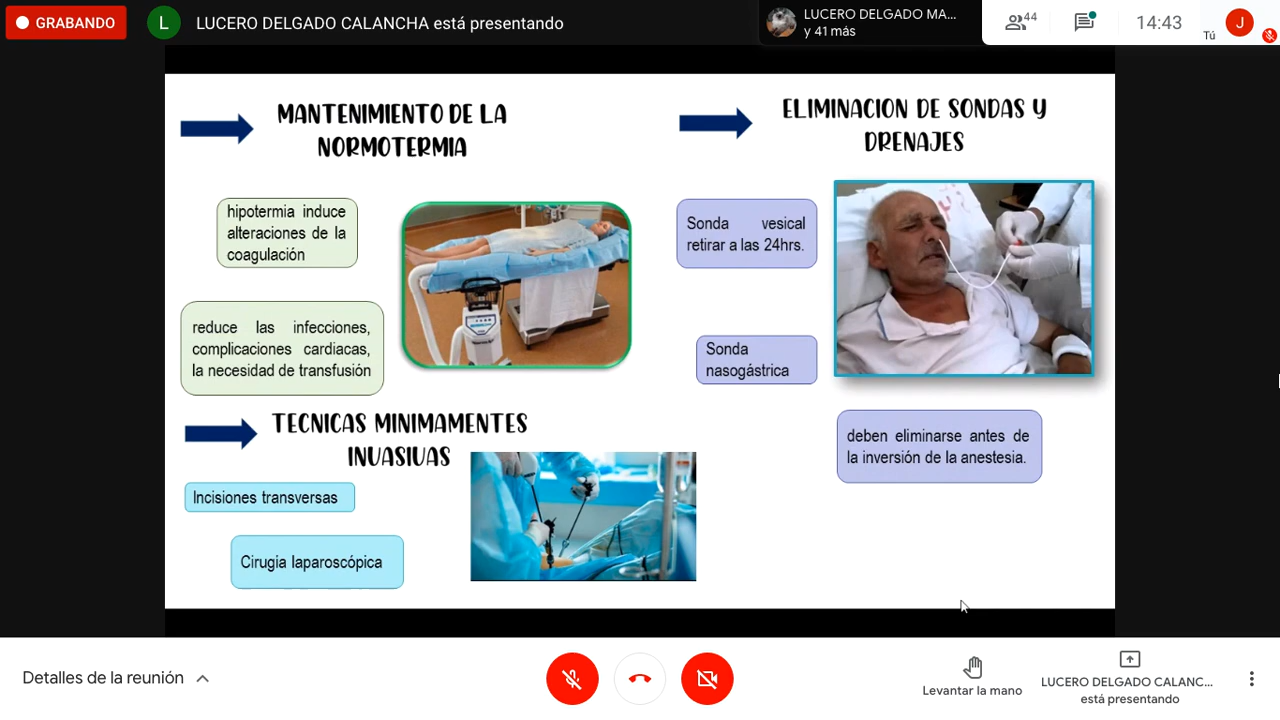 GRABANDO
L
LUCERO DELGADO CALANCHA está presentando
LUCERO DELGADO MA...
y 41 más
44
14:43
Tú
J
MANTENIMIENTO DE LA
NORMOTERMIA
hipotermia induce
alteraciones de la
coagulación
reduce las infecciones,
complicaciones cardiacas,
la necesidad de transfusión
TECNICAS MINIMAMENTES
INVASIVAS
Incisiones transversas
Cirugía laparoscópica
ELIMINACION DE SONDAS Y
DRENAJES
Sonda vesical
retirar a las 24hrs.
Sonda
nasogástrica
deben eliminarse antes de
la inversión de la anestesia.
Detalles de la reunión
Levantar la mano
LUCERO DELGADO CALANC...
está presentando